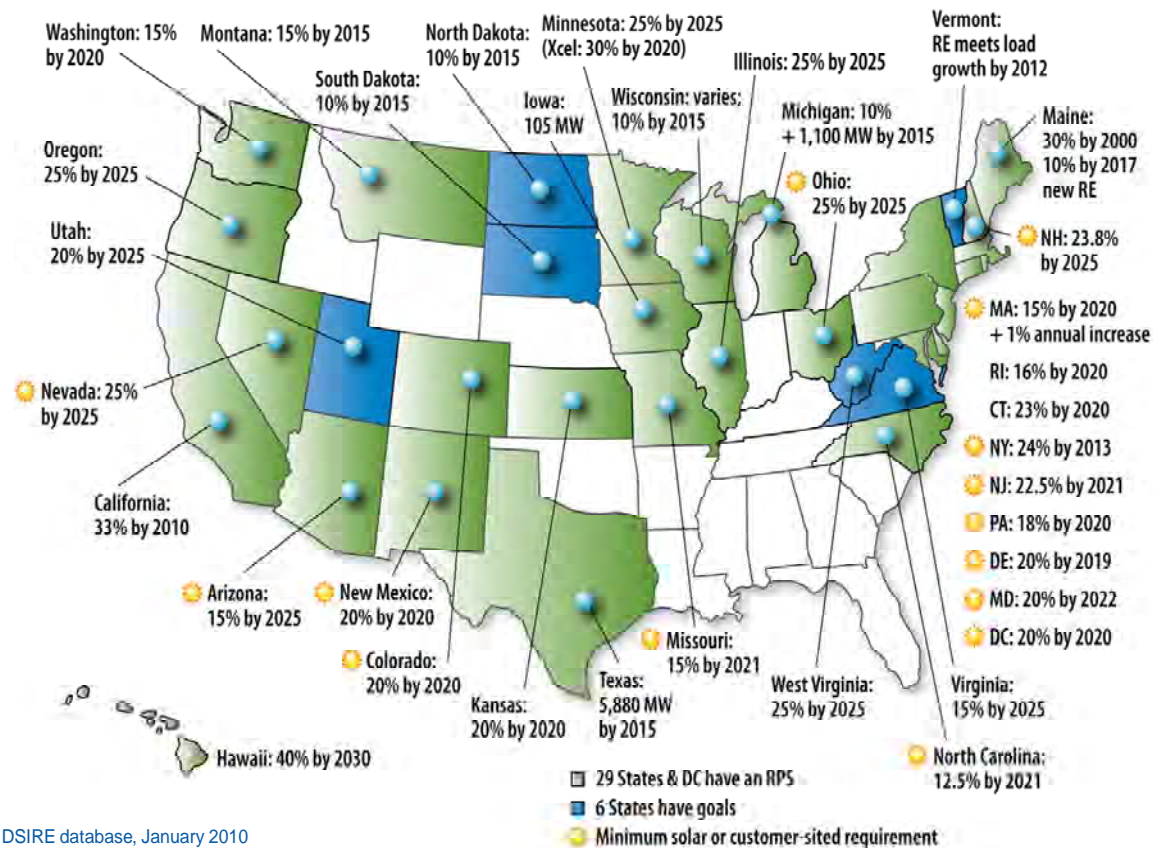 Washington: 15%
by 2020
Montana: 15% by 2015
North Dakota:
10% by 2015
Minnesota: 25% by 2025
(Xcel: 30% by 2020)
Vermont:
RE meets load
growth by 2012
South Dakota:
10% by 2015
Iowa:
105 MW
Wisconsin: varies;
10% by 2015
Illinois: 25% by 2025
Michigan: 10%
+ 1,100 MW by 2015
Maine:
30% by 2000
10% by 2017
new RE
Oregon:
25% by 2025
Ohio:
25% by 2025
Utah:
20% by 2025
NH: 23.8%
by 2025
MA: 15% by 2020
+ 1% annual increase
RI: 16% by 2020
CT: 23% by 2020
NY: 24% by 2013
NJ: 22.5% by 2021
PA: 18% by 2020
DE: 20% by 2019
MD: 20% by 2022
DC: 20% by 2020
Nevada: 25%
by 2025
California:
33% by 2010
Arizona:
15% by 2025
New Mexico:
20% by 2020
Colorado:
20% by 2020
Kansas:
20% by 2020
Texas:
5,880 MW
by 2015
Missouri:
15% by 2021
West Virginia:
25% by 2025
Virginia:
15% by 2025
North Carolina:
12.5% by 2021
Hawaii: 40% by 2030
29 States & DC have an RPS
6 States have goals
Minimum solar or customer-sited requirement
DSIRE database, January 2010